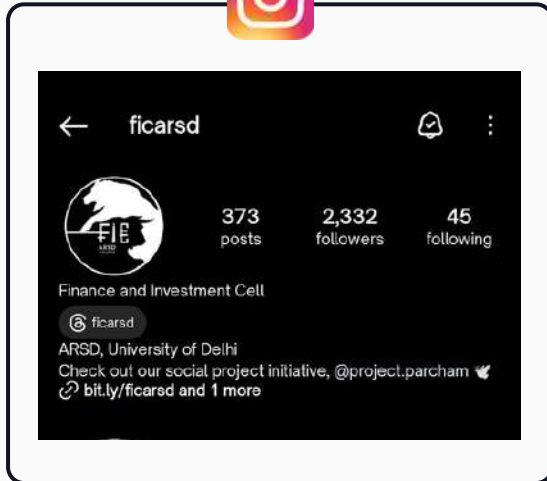 ficarsd
FIE
ARSD
373 2,332 45
posts followers following
Finance and Investment Cell
ficarsd
ARSD, University of Delhi
Check out our social project initiative, @project.parcham 🕊
bit.ly/ficarsd and 1 more